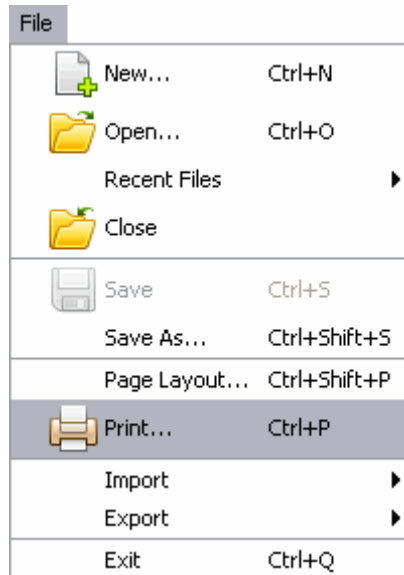 File
New... Ctrl+N
Open... Ctrl+O
Recent Files
Close
Save Ctrl+S
Save As... Ctrl+Shift+S
Page Layout... Ctrl+Shift+P
Print... Ctrl+P
Import
Export
Exit Ctrl+Q